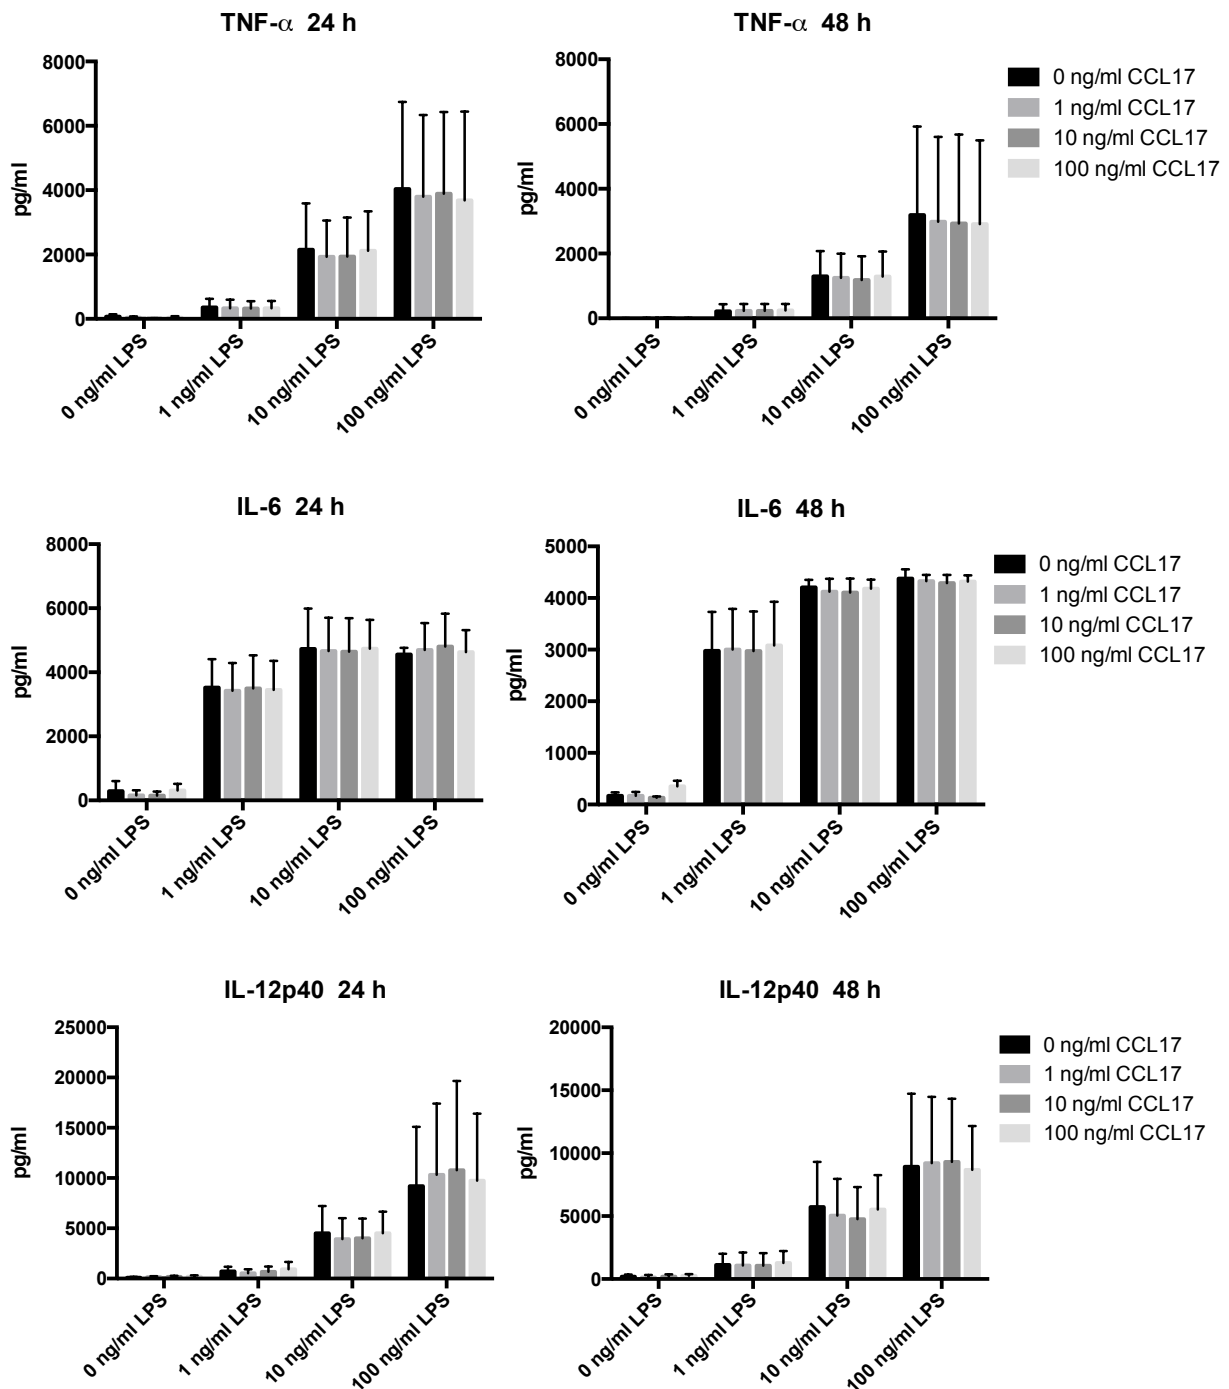 TNF-α 24 h
8000
6000
4000
2000
0
pg/ml
0 ng/ml LPS
1 ng/ml LPS
10 ng/ml LPS
100 ng/ml LPS
TNF-α 48 h
8000
6000
4000
2000
0
pg/ml
0 ng/ml LPS
1 ng/ml LPS
10 ng/ml LPS
100 ng/ml LPS
0 ng/ml CCL17
1 ng/ml CCL17
10 ng/ml CCL17
100 ng/ml CCL17
IL-6 24 h
8000
6000
4000
2000
0
pg/ml
0 ng/ml LPS
1 ng/ml LPS
10 ng/ml LPS
100 ng/ml LPS
IL-6 48 h
5000
4000
3000
2000
1000
0
pg/ml
0 ng/ml LPS
1 ng/ml LPS
10 ng/ml LPS
100 ng/ml LPS
0 ng/ml CCL17
1 ng/ml CCL17
10 ng/ml CCL17
100 ng/ml CCL17
IL-12p40 24 h
25000
20000
15000
10000
5000
0
pg/ml
0 ng/ml LPS
1 ng/ml LPS
10 ng/ml LPS
100 ng/ml LPS
IL-12p40 48 h
20000
15000
10000
5000
0
pg/ml
0 ng/ml LPS
1 ng/ml LPS
10 ng/ml LPS
100 ng/ml LPS
0 ng/ml CCL17
1 ng/ml CCL17
10 ng/ml CCL17
100 ng/ml CCL17